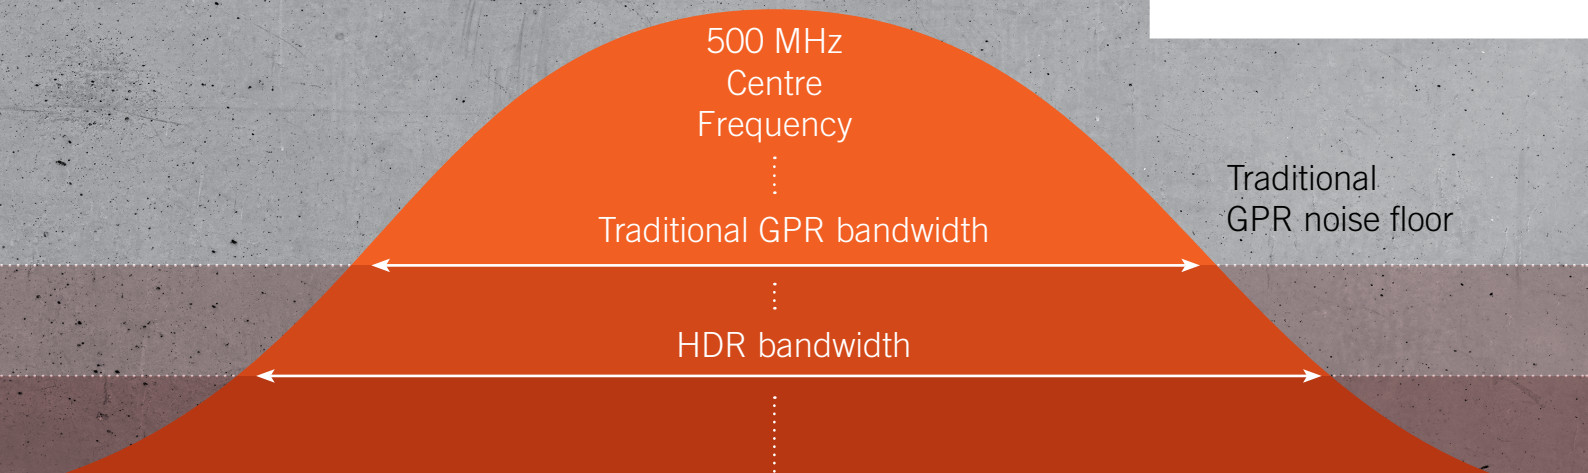 500 MHz
Centre
Frequency
Traditional
GPR noise floor
Traditional GPR bandwidth
HDR bandwidth